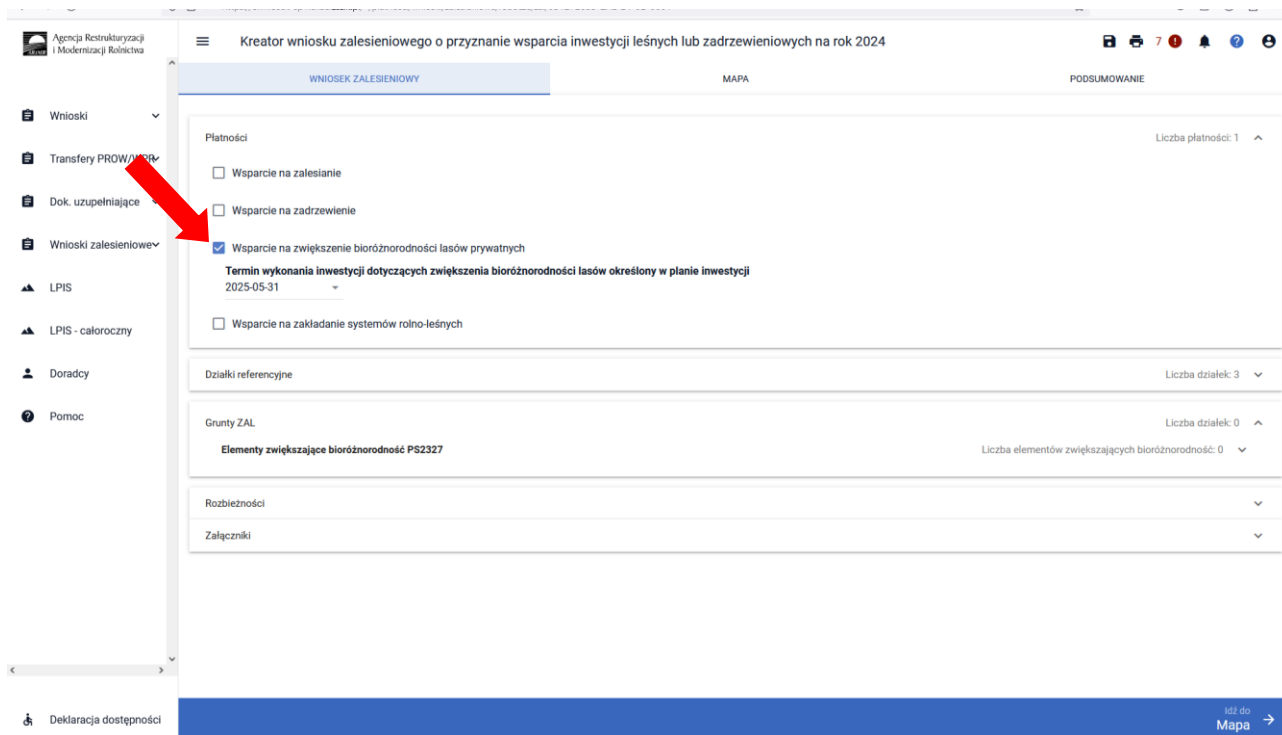 Agencja Restrukturyzacji
i Modernizacji Rolnictwa
Kreator wniosku zalesieniowego o przyznanie wsparcia inwestycji leśnych lub zadrzewieniowych na rok 2024
7
WNIOSEK ZALESIENIOWY
MAPA
PODSUMOWANIE
Wnioski
Transfery PROW/WPR
Dok. uzupełniające
Wnioski zalesieniowe
LPIS
LPIS - całoroczny
Doradcy
Pomoc
Deklaracja dostępności
Płatności
Liczba płatności: 1
Wsparcie na zalesianie
Wsparcie na zadrzewienie
Wsparcie na zwiększenie bioróżnorodności lasów prywatnych
Termin wykonania inwestycji dotyczących zwiększenia bioróżnorodności lasów określony w planie inwestycji
2025-05-31
Wsparcie na zakładanie systemów rolno-leśnych
Działki referencyjne
Liczba działek: 3
Grunty ZAL
Liczba działek: 0
Elementy zwiększające bioróżnorodność PS2327
Liczba elementów zwiększających bioróżnorodność: 0
Rozbieżności
Załączniki
Idź do
Mapa